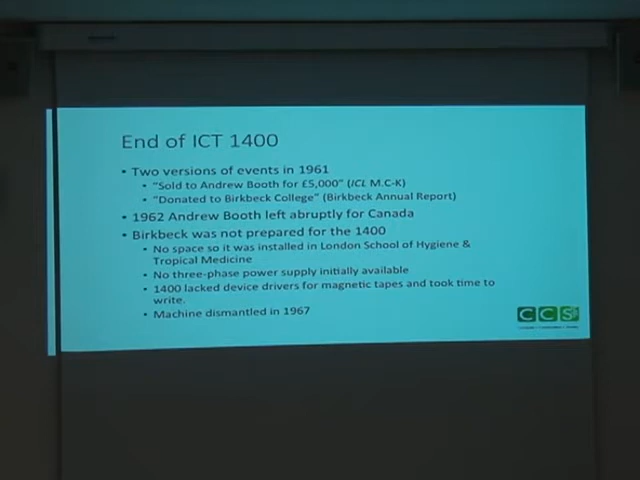 End of ICT 1400
• Two versions of events in 1961
• "Sold to Andrew Booth for £5,000" (ICL M.C-K)
• "Donated to Birkbeck College" (Birkbeck Annual Report)
• 1962 Andrew Booth left abruptly for Canada
• Birkbeck was not prepared for the 1400
• No space so it was installed in London School of Hygiene &
Tropical Medicine
• No three-phase power supply initially available
• 1400 lacked device drivers for magnetic tapes and took time to
write.
• Machine dismantled in 1967
CCS